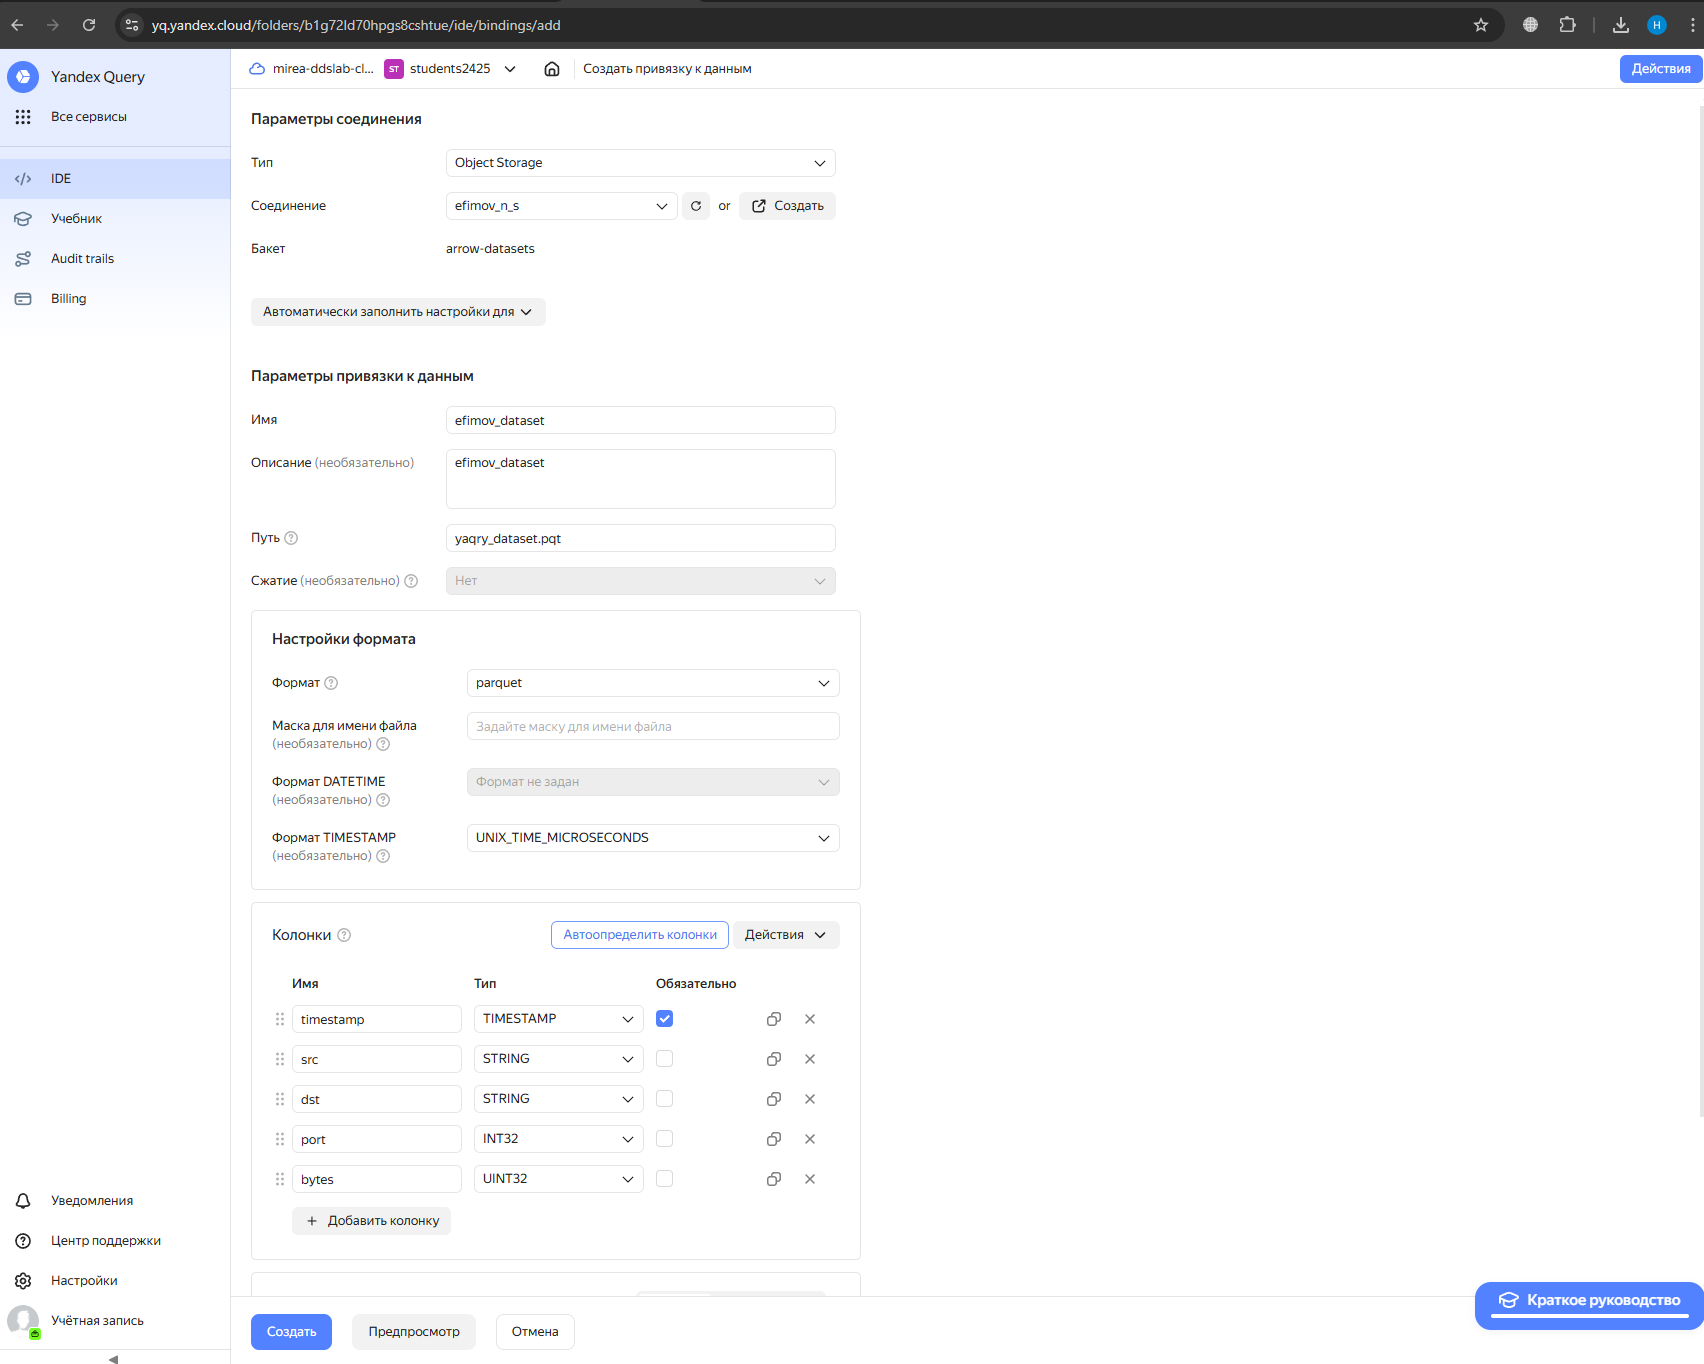 yq.yandex.cloud/folders/b1g72ld70hpgs8cshtue/ide/bindings/add
H
Yandex Query
Все сервисы
IDE
Учебник
Audit trails
Billing
Уведомления
Центр поддержки
Настройки
Учётная запись
mirea-ddslab-cl... ST students2425 Создать привязку к данным
Действия
Параметры соединения
Тип Object Storage
Соединение efimov_n_s or Создать
Бакет arrow-datasets
Автоматически заполнить настройки для
Параметры привязки к данным
Имя efimov_dataset
Описание (необязательно) efimov_dataset
Путь yaqry_dataset.pqt
Сжатие (необязательно) Нет
Настройки формата
Формат parquet
Маска для имени файла (необязательно) Задайте маску для имени файла
Формат DATETIME (необязательно) Формат не задан
Формат TIMESTAMP (необязательно) UNIX_TIME_MICROSECONDS
Колонки Автоопределить колонки Действия
Имя Тип Обязательно
timestamp TIMESTAMP
src STRING
dst STRING
port INT32
bytes UINT32
+ Добавить колонку
Создать Предпросмотр Отмена
Краткое руководство